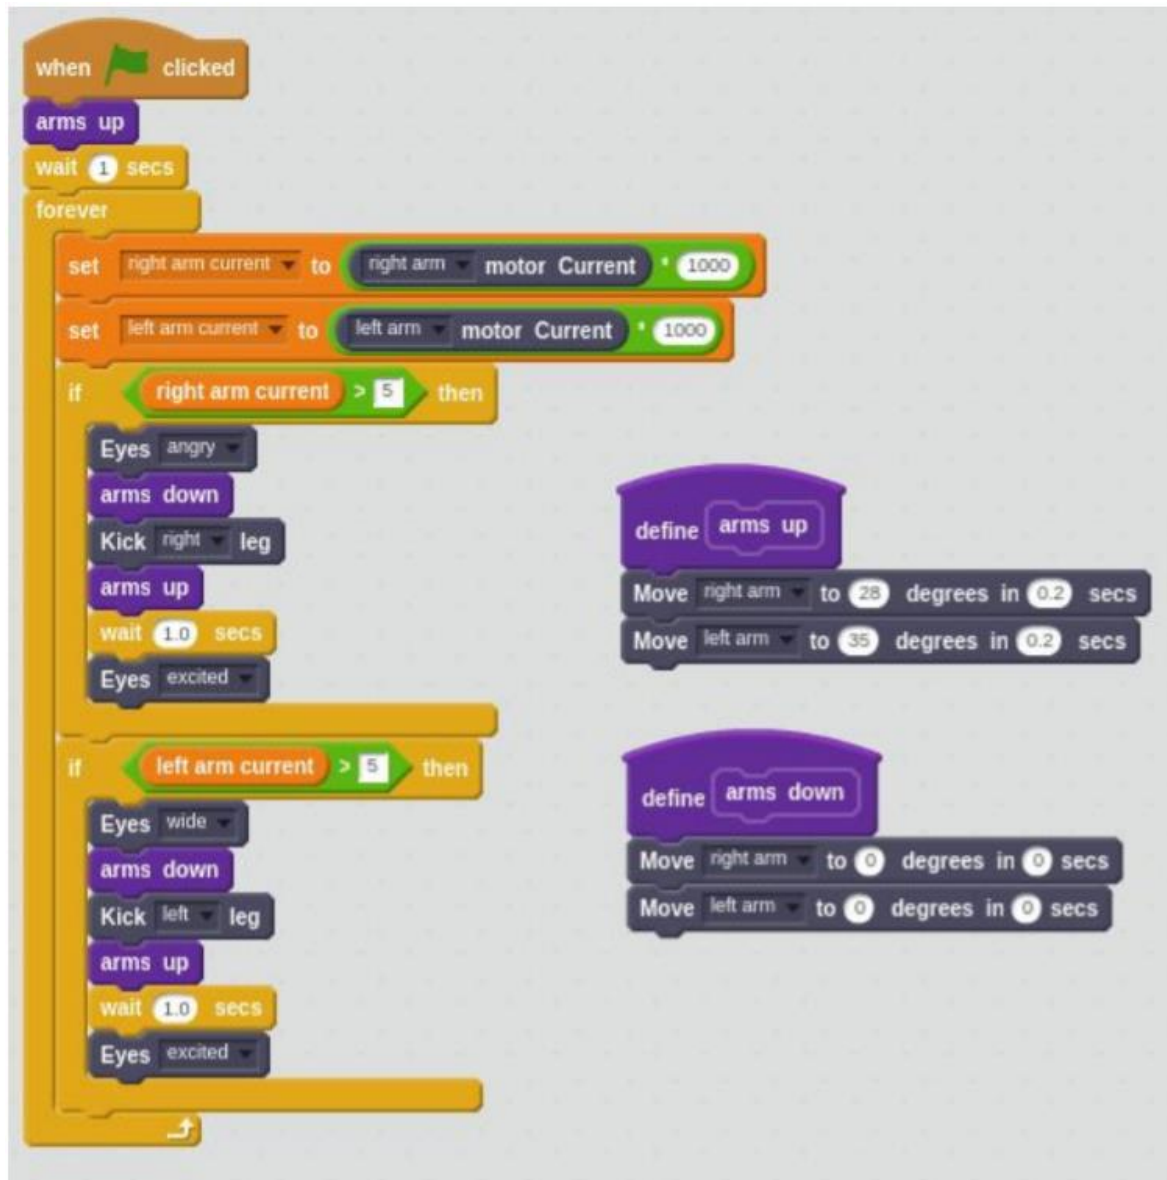 when clicked
arms up
wait 1 secs
forever
set right arm current to right arm motor Current * 1000
set left arm current to left arm motor Current * 1000
if right arm current > 5 then
Eyes angry
arms down
Kick right leg
arms up
wait 1.0 secs
Eyes excited
if left arm current > 5 then
Eyes wide
arms down
Kick left leg
arms up
wait 1.0 secs
Eyes excited
define arms up
Move right arm to 28 degrees in 0.2 secs
Move left arm to 35 degrees in 0.2 secs
define arms down
Move right arm to 0 degrees in 0 secs
Move left arm to 0 degrees in 0 secs